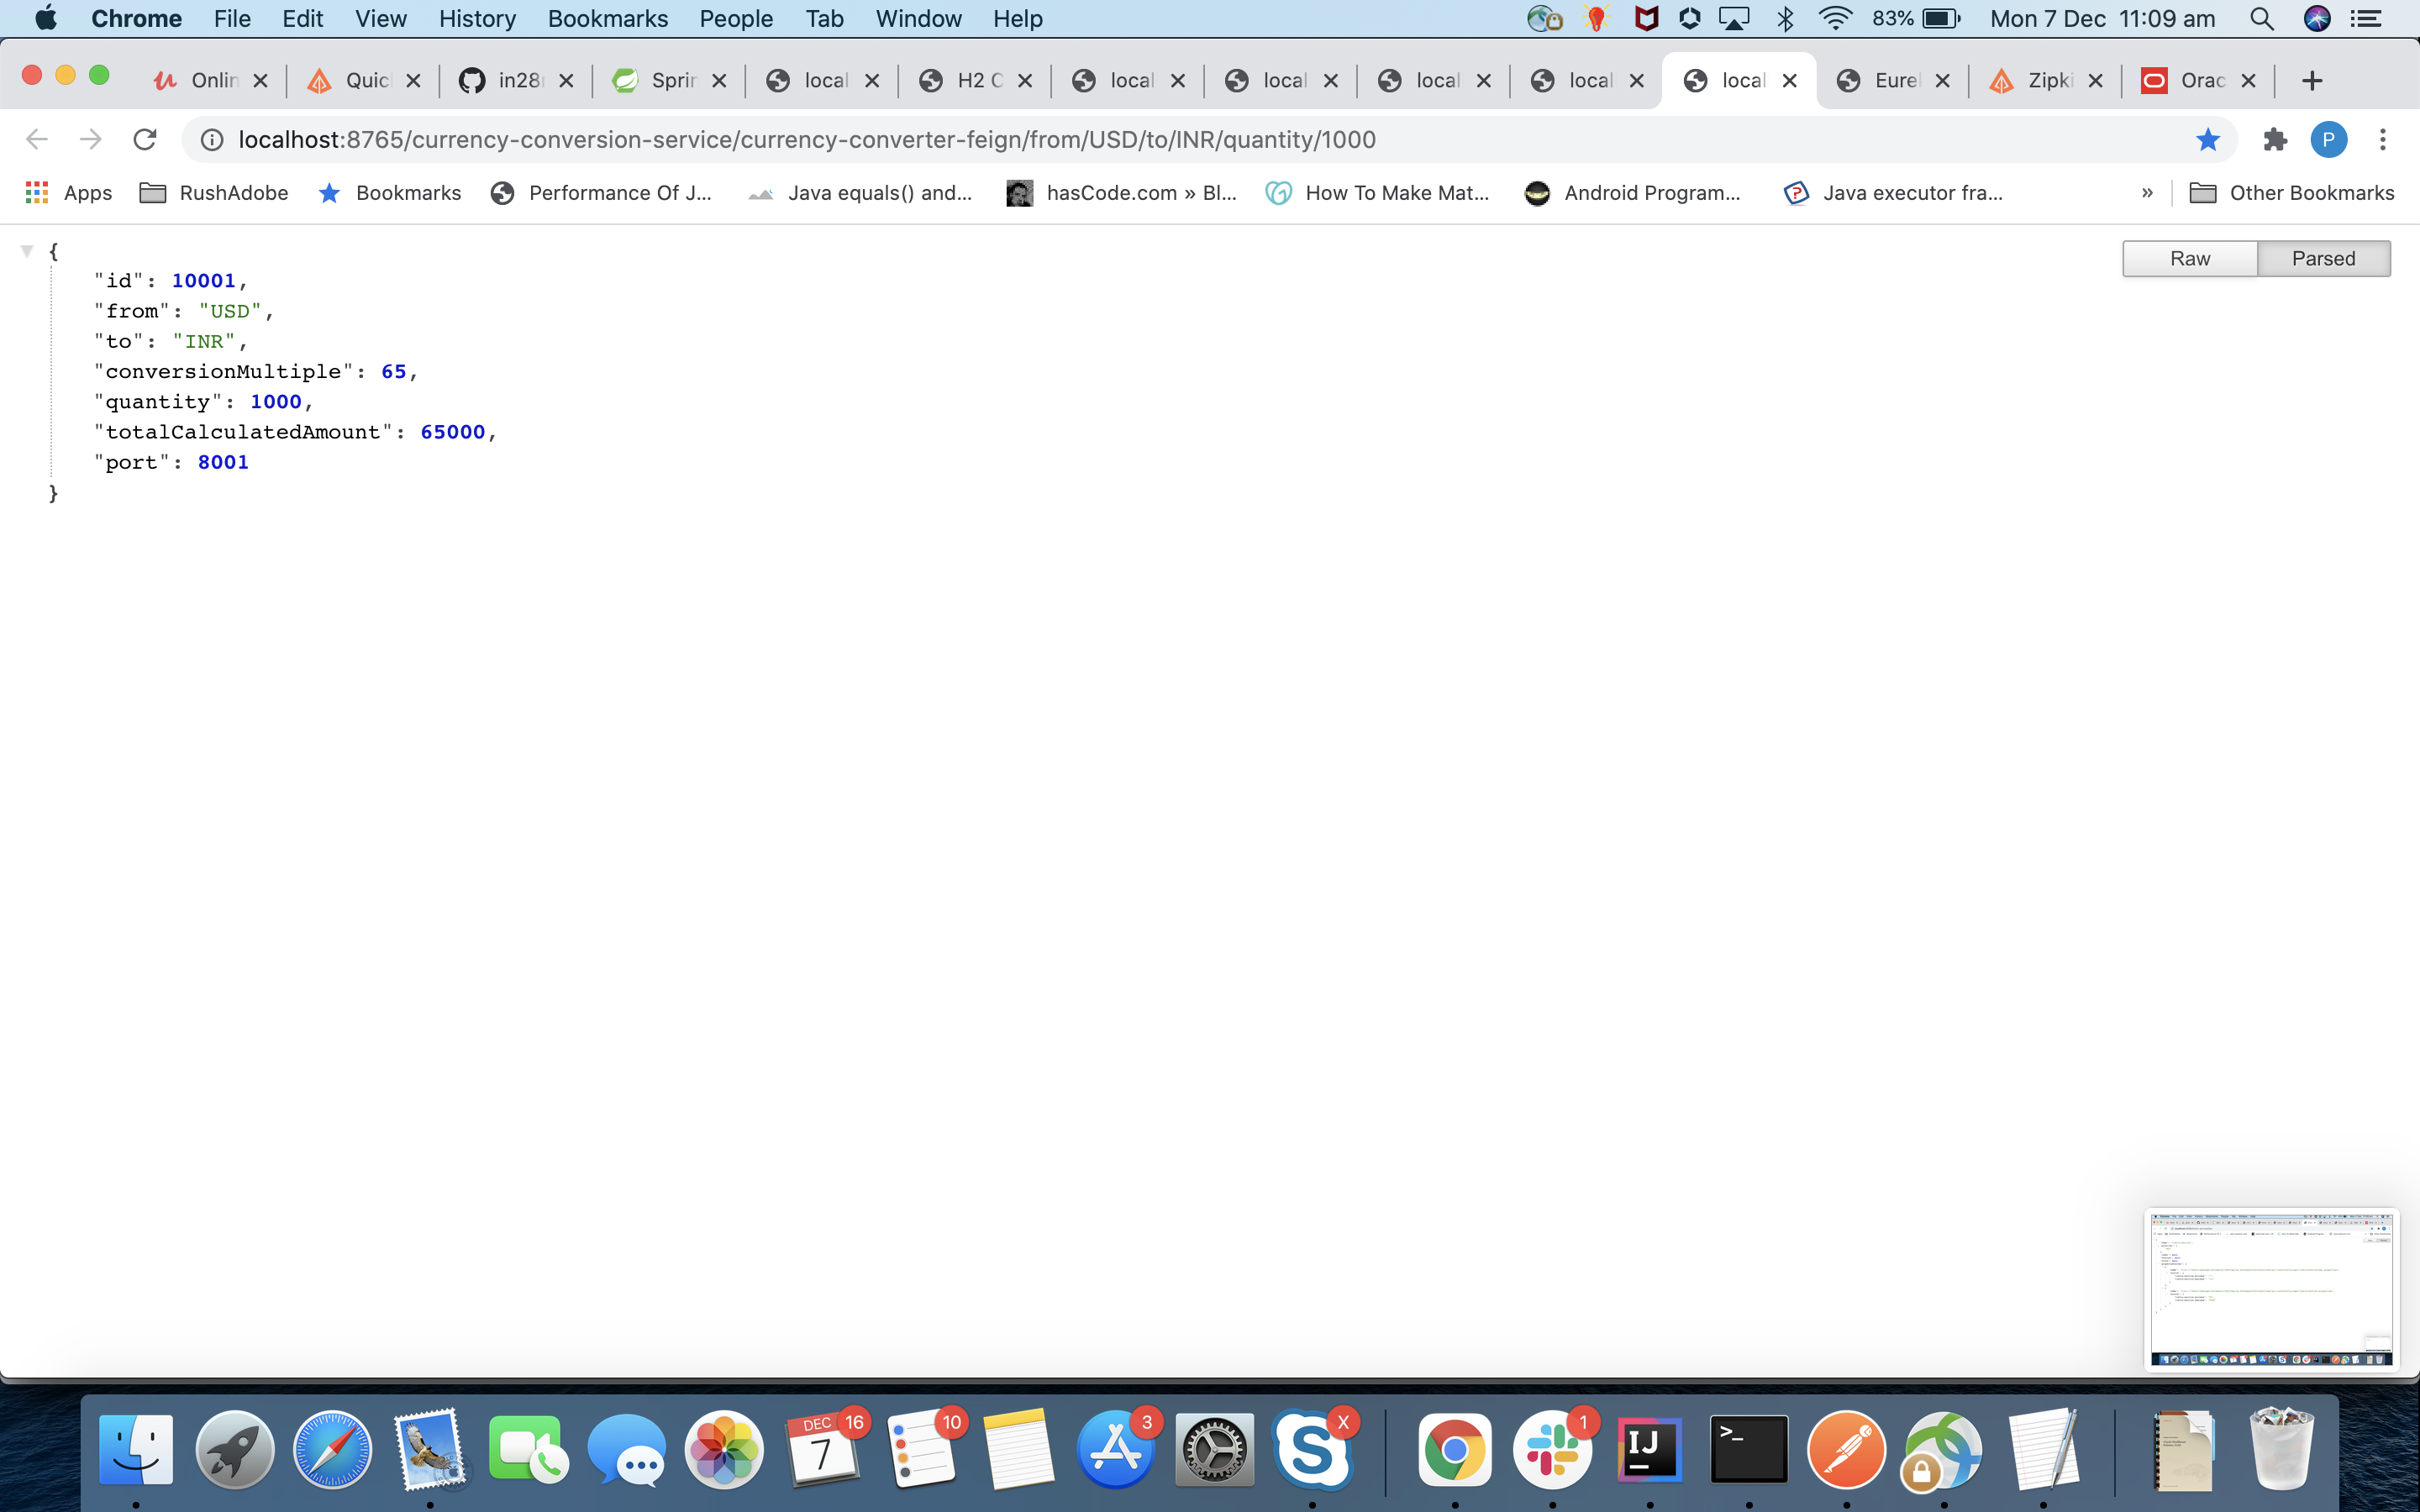 Chrome File Edit View History Bookmarks People Tab Window Help 83% Mon 7 Dec 11:09 am
Onlin Quic in28 Sprin local H2 C local local local local local Eurel Zipki Orac
localhost:8765/currency-conversion-service/currency-converter-feign/from/USD/to/INR/quantity/1000 P
Apps RushAdobe Bookmarks Performance Of J... Java equals() and... hasCode.com » Bl... How To Make Mat... Android Program... Java executor fra... » Other Bookmarks
Raw Parsed
{
"id": 10001,
"from": "USD",
"to": "INR",
"conversionMultiple": 65,
"quantity": 1000,
"totalCalculatedAmount": 65000,
"port": 8001
}
DEC 16 10 3 X 1
7 IJ >_